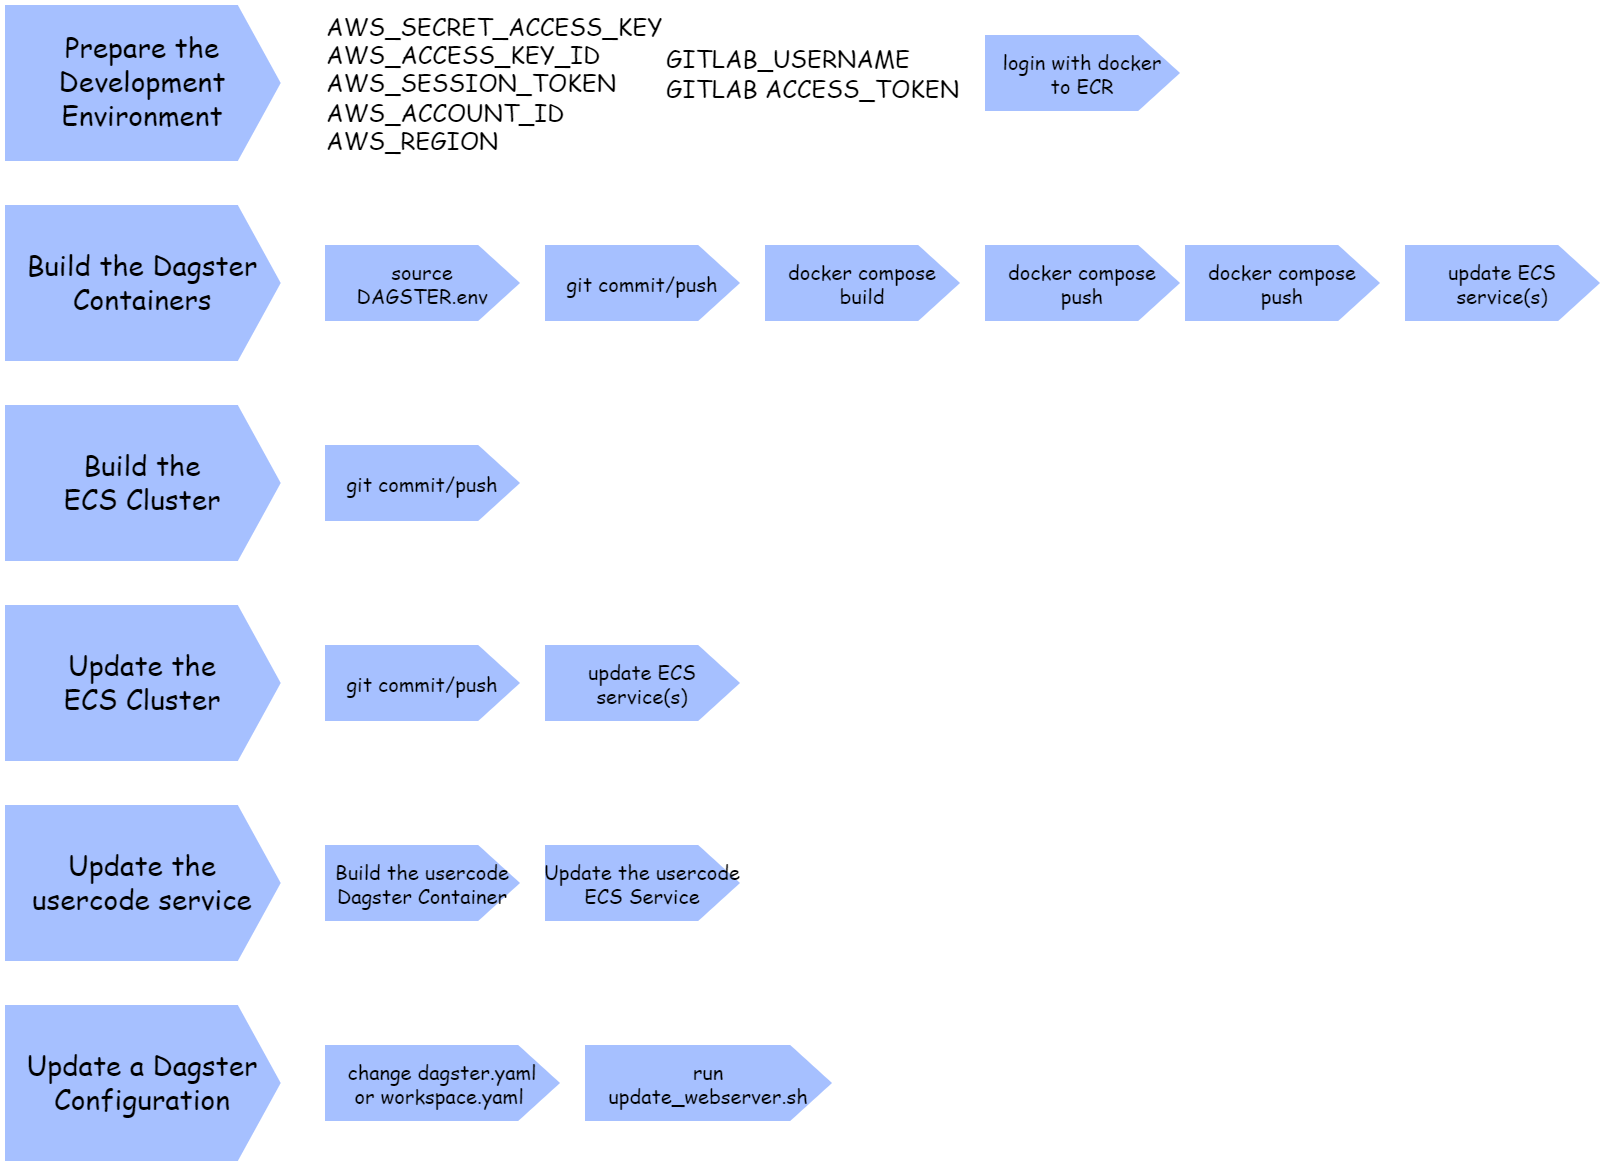 Prepare the
Development
Environment
AWS_SECRET_ACCESS_KEY
AWS_ACCESS_KEY_ID
AWS_SESSION_TOKEN
AWS_ACCOUNT_ID
AWS_REGION
GITLAB_USERNAME
GITLAB ACCESS_TOKEN
login with docker
to ECR
Build the Dagster
Containers
source
DAGSTER.env
git commit/push
docker compose
build
docker compose
push
docker compose
push
update ECS
service(s)
Build the
ECS Cluster
git commit/push
Update the
ECS Cluster
git commit/push
update ECS
service(s)
Update the
usercode service
Build the usercode
Dagster Container
Update the usercode
ECS Service
Update a Dagster
Configuration
change dagster.yaml
or workspace.yaml
run
update_webserver.sh